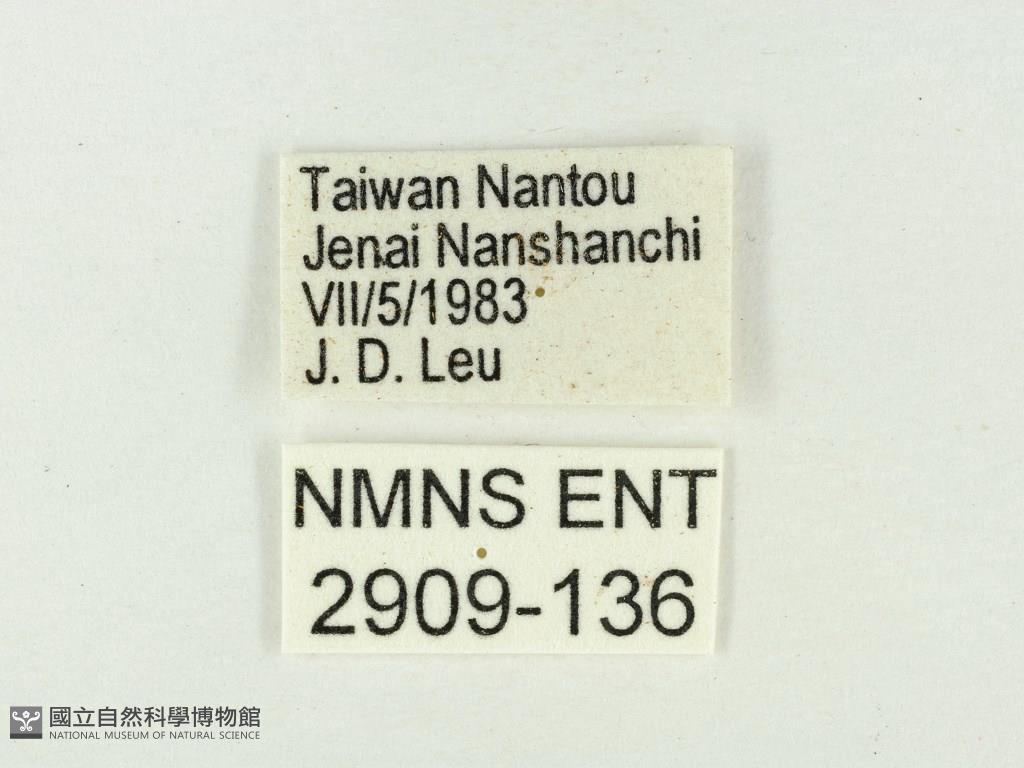 Taiwan Nantou
Jenai Nanshanchi
VII/5/1983
J. D. Leu
NMNS ENT
2909-136
國立自然科學博物館
NATIONAL MUSEUM OF NATURAL SCIENCE